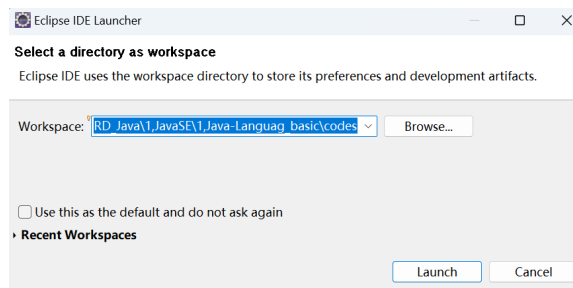 Eclipse IDE Launcher
Select a directory as workspace
Eclipse IDE uses the workspace directory to store its preferences and development artifacts.
Workspace: RD_Java\1,JavaSE\1,Java-Languag_basic\codes Browse...
Use this as the default and do not ask again
Recent Workspaces
Launch Cancel